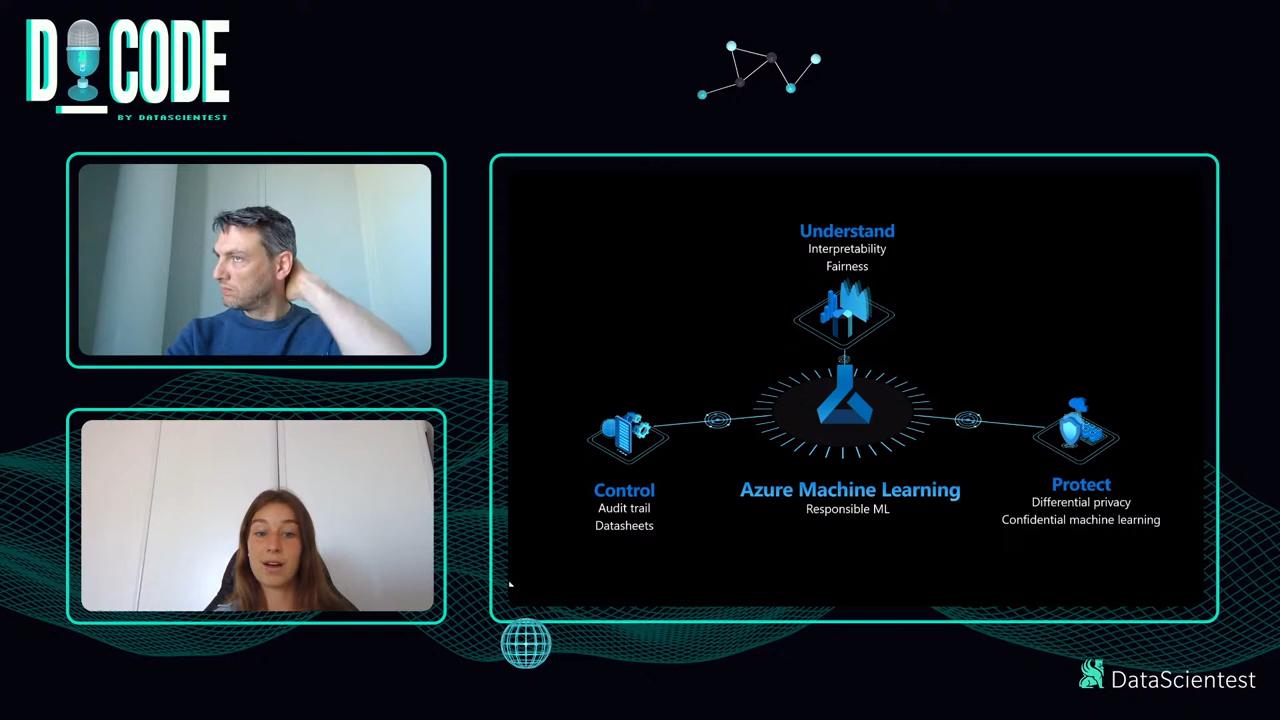 D CODE
BY DATASCIENTEST
Understand
Interpretability
Fairness
Control
Audit trail
Datasheets
Azure Machine Learning
Responsible ML
Protect
Differential privacy
Confidential machine learning
DataScientest